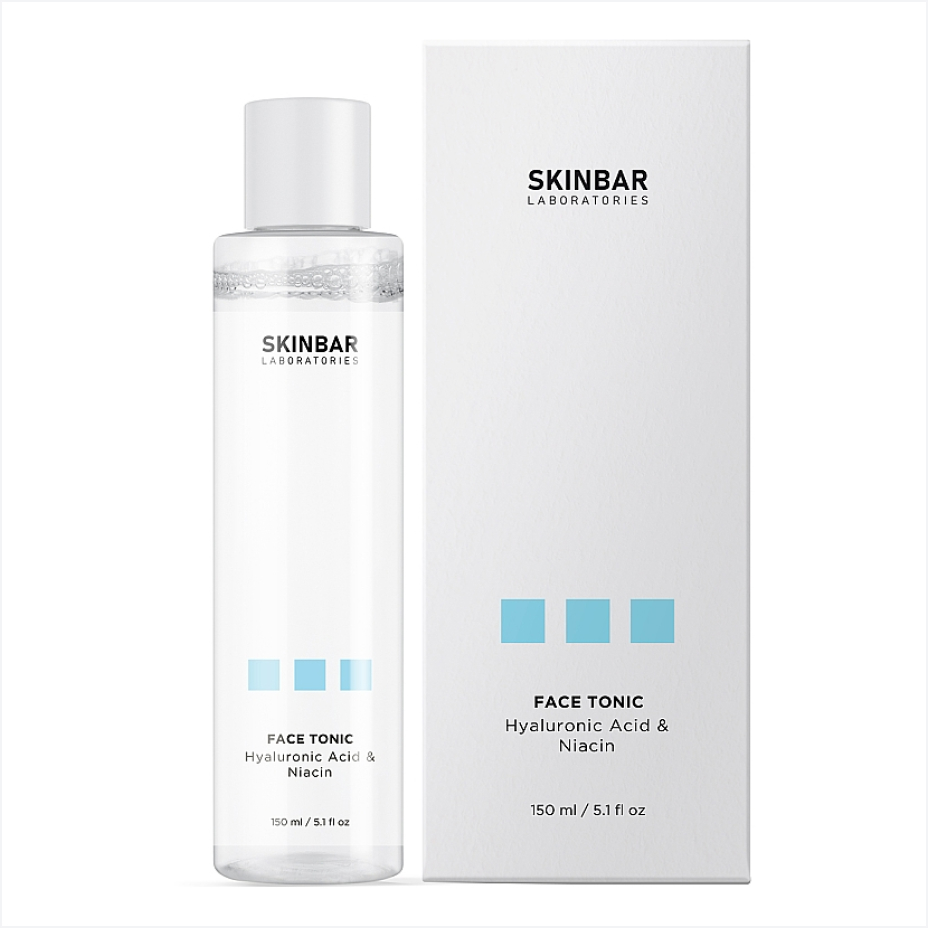 SKINBAR
LABORATORIES
FACE TONIC
Hyaluronic Acid &
Niacin
150 ml / 5.1 fl oz
SKINBAR
LABORATORIES
FACE TONIC
Hyaluronic Acid &
Niacin
150 ml / 5.1 fl oz